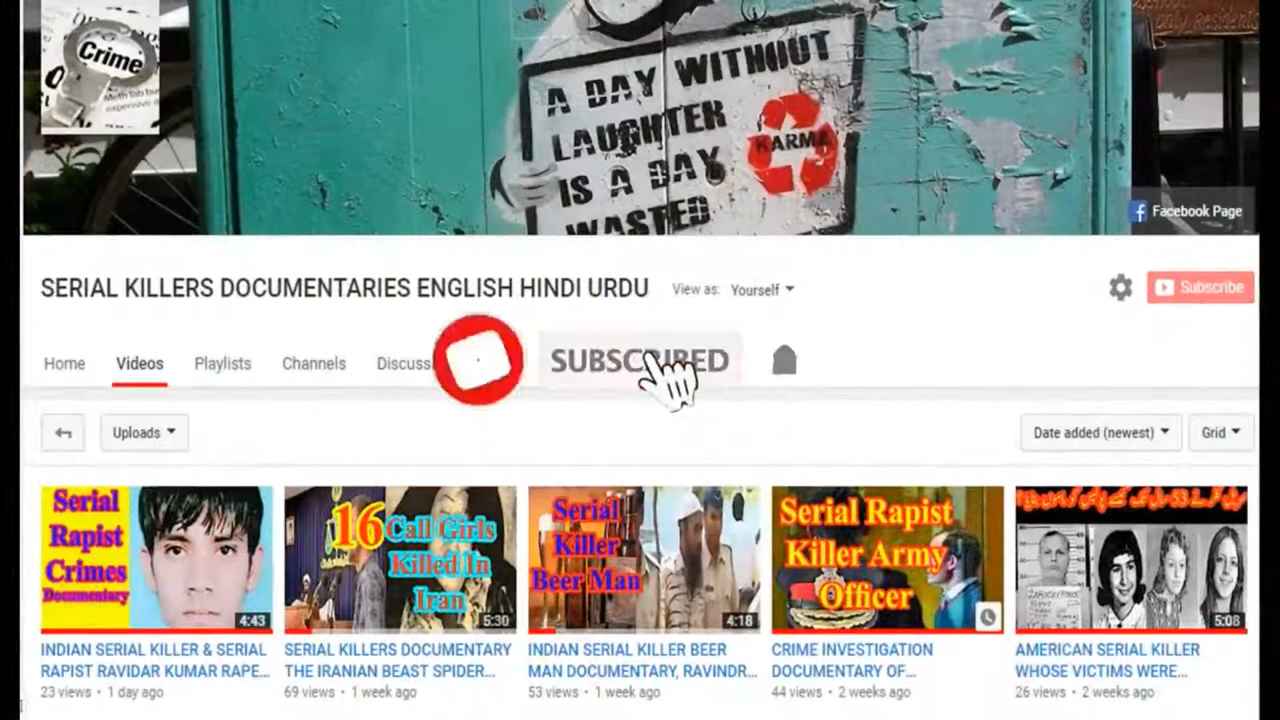 Crime
Meth lab bu
expensive
A DAY WITHOUT
LAUGHTER
IS A DAY
WASTED
KARMA
Facebook Page
SERIAL KILLERS DOCUMENTARIES ENGLISH HINDI URDU
View as: Yourself
Subscribe
Home
Videos
Playlists
Channels
Discuss
SUBSCRIBED
Uploads
Date added (newest)
Grid
Serial
Rapist
Crimes
Documentary
4:43
16 Call Girls
Killed In
Iran
5:30
Serial
Killer
Beer Man
4:18
Serial Rapist
Killer Army
Officer
5:08
INDIAN SERIAL KILLER & SERIAL
RAPIST RAVIDAR KUMAR RAPE...
23 views • 1 day ago
SERIAL KILLERS DOCUMENTARY
THE IRANIAN BEAST SPIDER...
69 views • 1 week ago
INDIAN SERIAL KILLER BEER
MAN DOCUMENTARY, RAVINDR...
53 views • 1 week ago
CRIME INVESTIGATION
DOCUMENTARY OF...
44 views • 2 weeks ago
AMERICAN SERIAL KILLER
WHOSE VICTIMS WERE...
26 views • 2 weeks ago